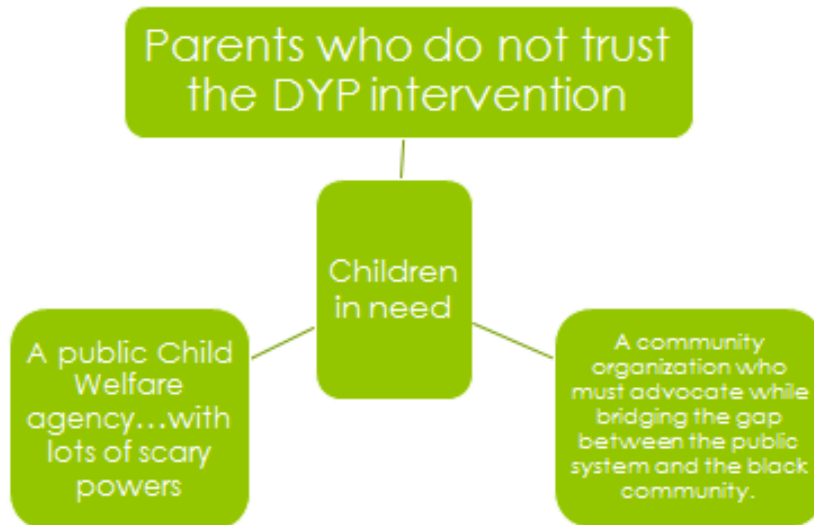 Parents who do not trust
the DYP intervention
Children
in need
A public Child
Welfare
agency...with
lots of scary
powers
A community
organization who
must advocate while
bridging the gap
between the public
system and the black
community.